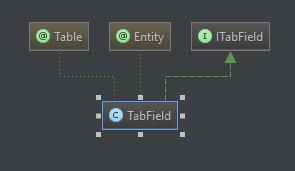 @ Table
@ Entity
I ITabField
C TabField